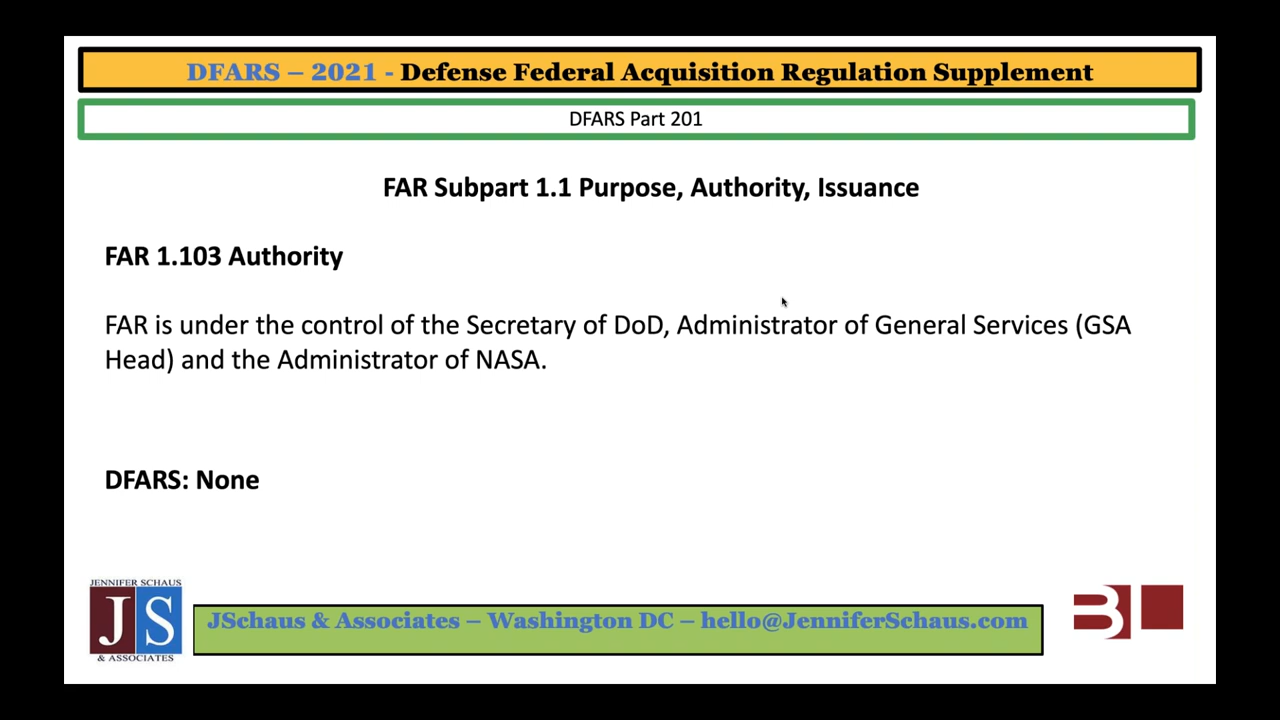 DFARS – 2021 - Defense Federal Acquisition Regulation Supplement
DFARS Part 201
FAR Subpart 1.1 Purpose, Authority, Issuance
FAR 1.103 Authority
FAR is under the control of the Secretary of DoD, Administrator of General Services (GSA
Head) and the Administrator of NASA.
DFARS: None
JENNIFER SCHAUS
JS
& ASSOCIATES
JSchaus & Associates – Washington DC – hello@JenniferSchaus.com